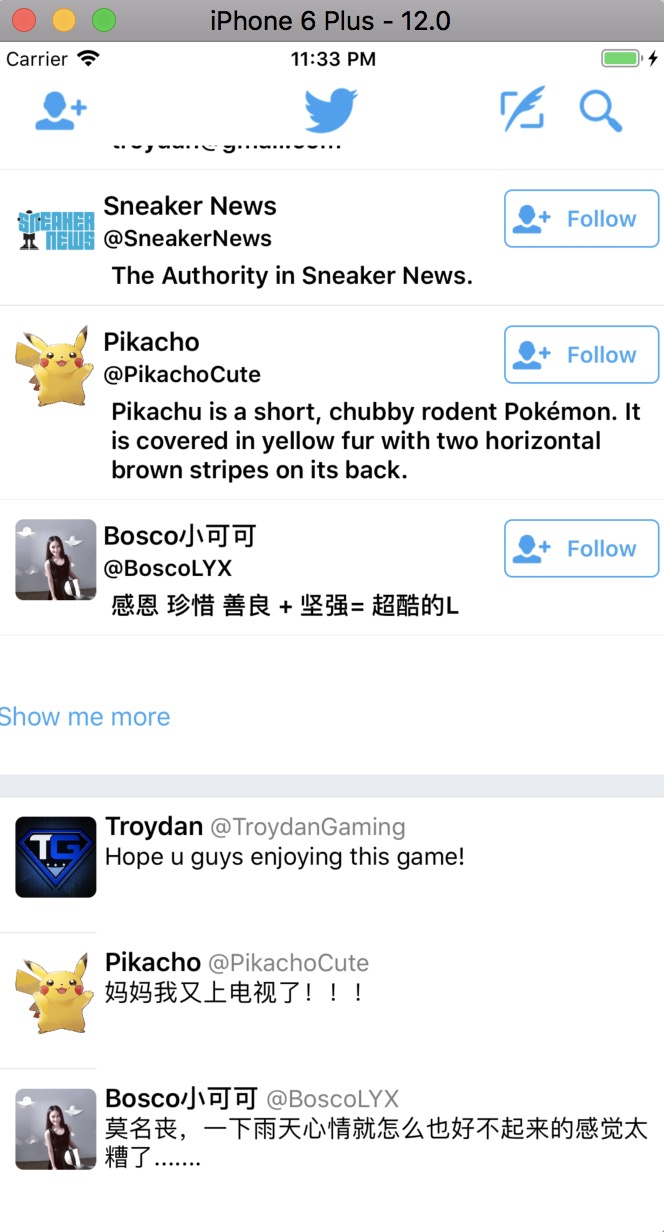 iPhone 6 Plus - 12.0
Carrier 11:33 PM
troydan@gmail.com
SNEAKER
NEWS
Sneaker News
@SneakerNews
Follow
The Authority in Sneaker News.
Pikacho
@PikachoCute
Follow
Pikachu is a short, chubby rodent Pokémon. It
is covered in yellow fur with two horizontal
brown stripes on its back.
Bosco小可可
@BoscoLYX
Follow
感恩 珍惜 善良 + 坚强= 超酷的L
Show me more
TG
Troydan @TroydanGaming
Hope u guys enjoying this game!
Pikacho @PikachoCute
妈妈我又上电视了！！！
Bosco小可可 @BoscoLYX
莫名丧，一下雨天心情就怎么也好不起来的感觉太
糟了.......